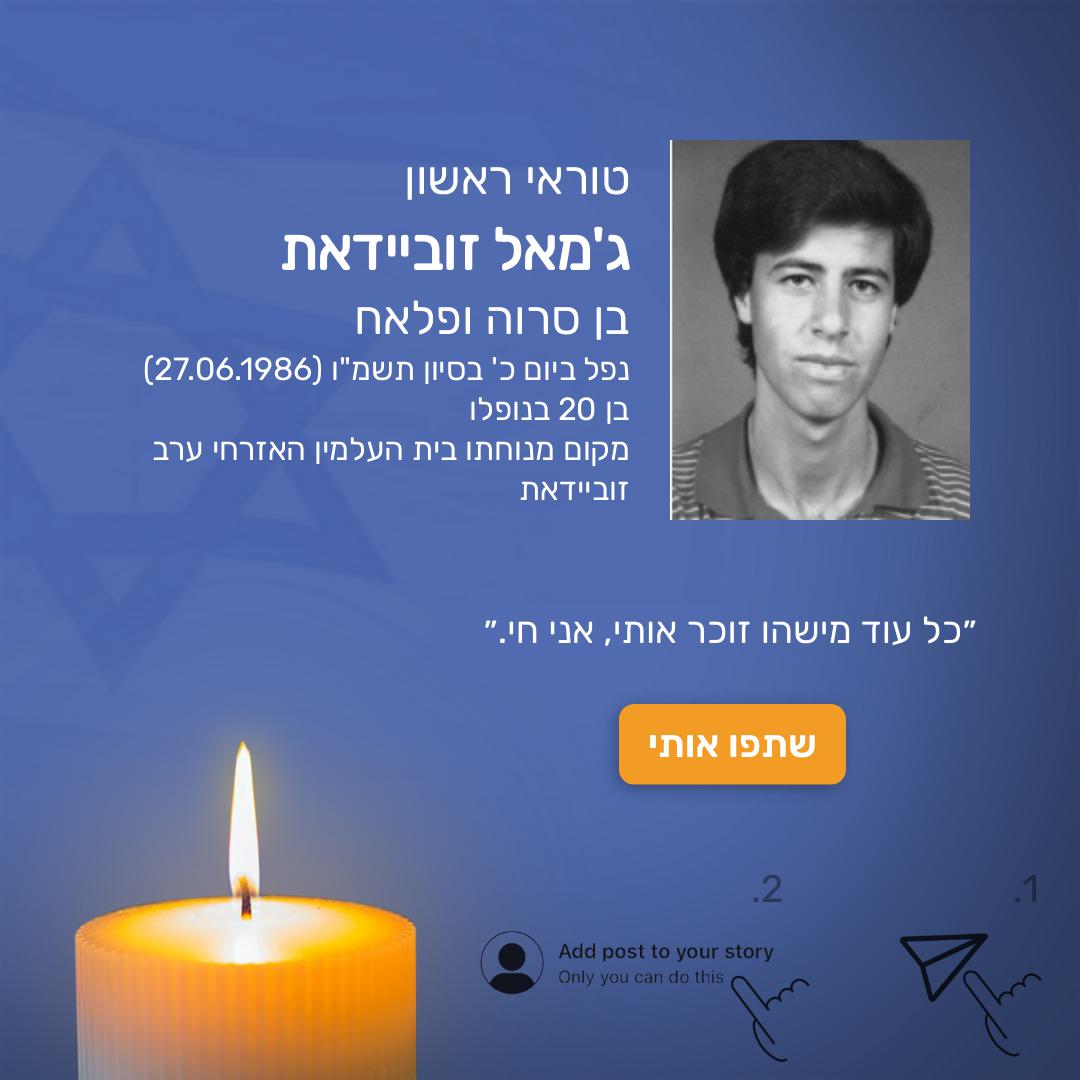 טוראי ראשון
ג'מאל זוביידאת
בן סרוה ופלאח
נפל ביום כ' בסיון תשמ"ו (27.06.1986)
בן 20 בנופלו
מקום מנוחתו בית העלמין האזרחי ערב
זוביידאת
״כל עוד מישהו זוכר אותי, אני חי.״
שתפו אותי
.1
.2
Add post to your story
Only you can do this